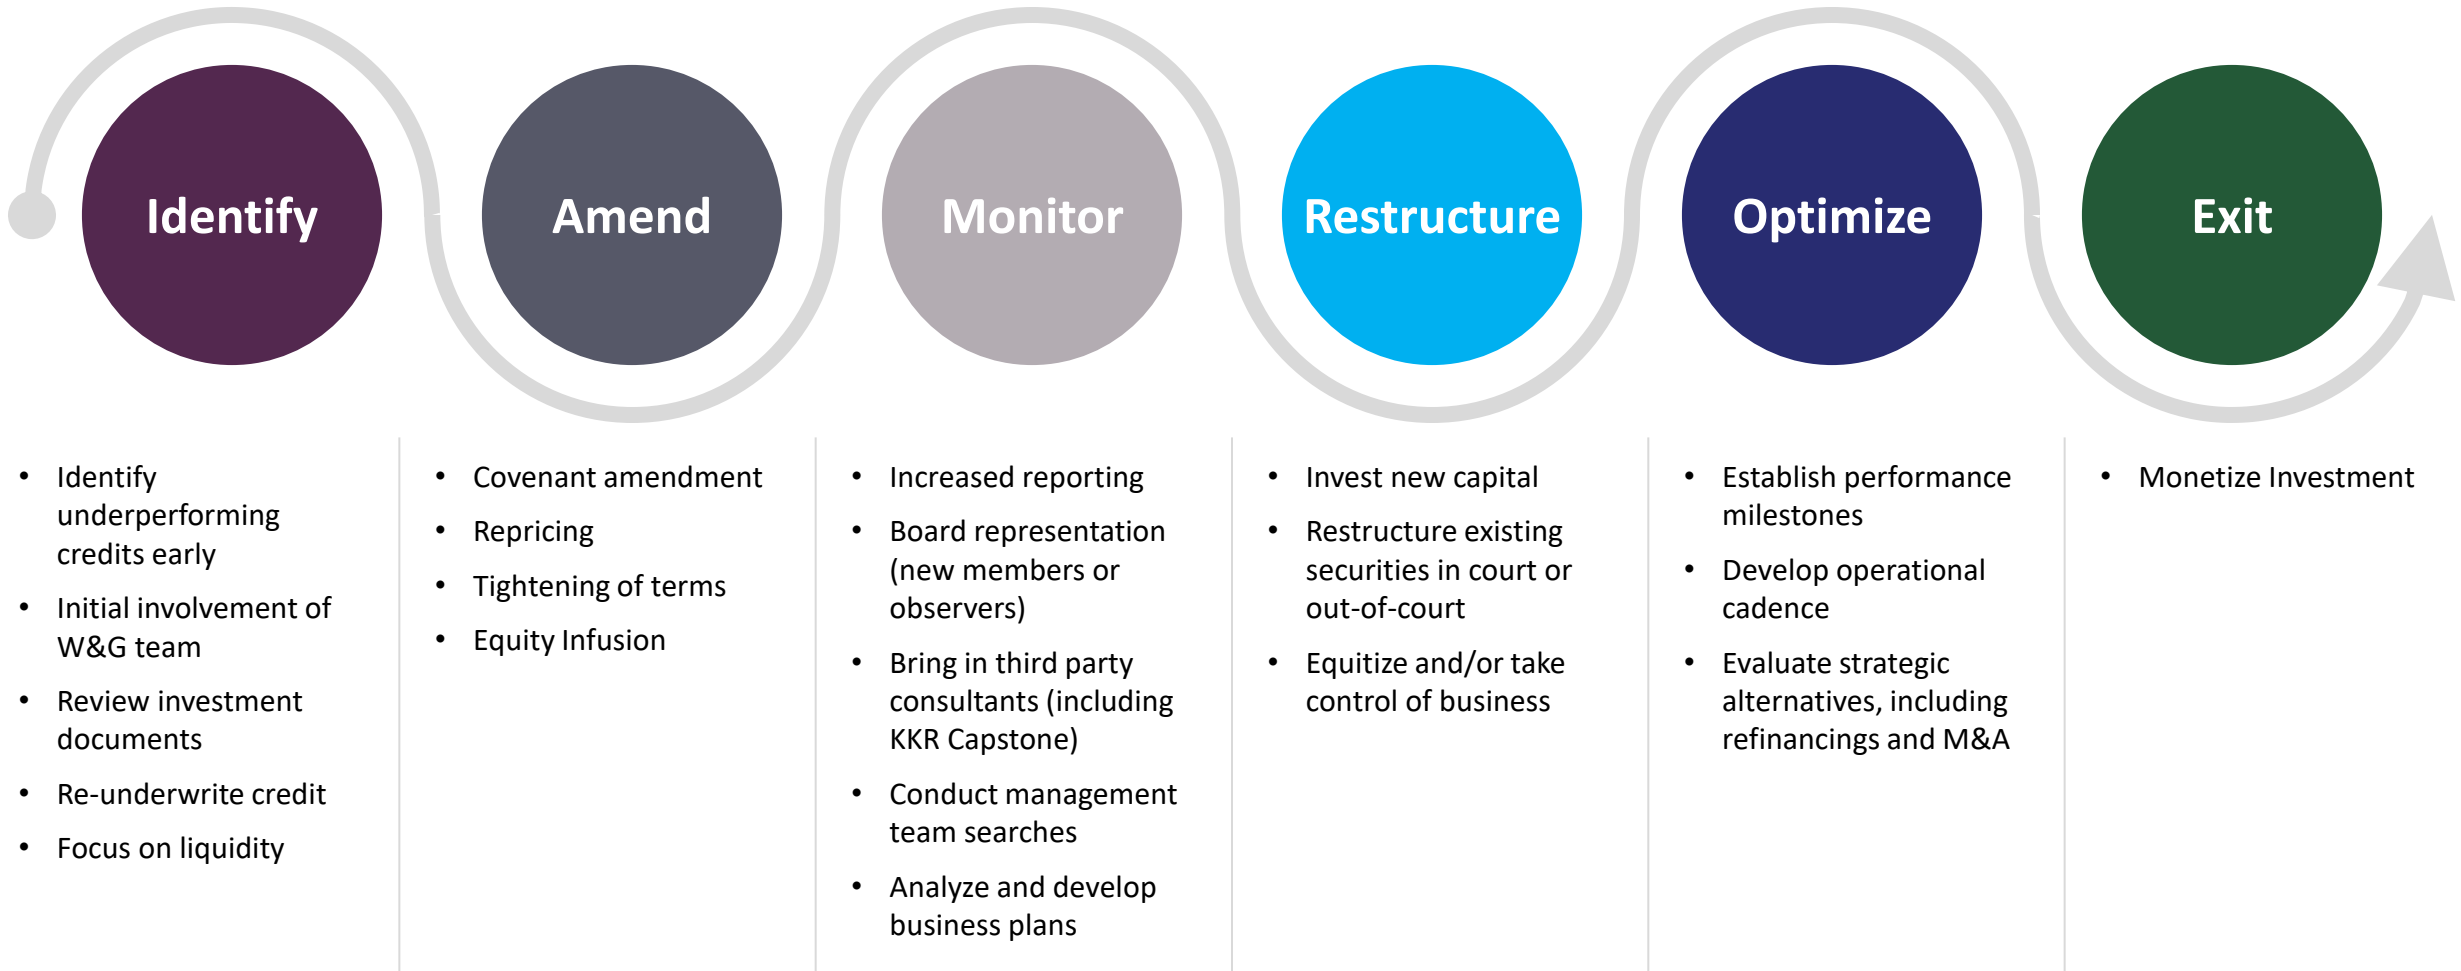 Identify
Amend
Monitor
Restructure
Optimize
Exit
• Identify
underperforming
credits early
• Initial involvement of
W&G team
• Review investment
documents
• Re-underwrite credit
• Focus on liquidity
• Covenant amendment
• Repricing
• Tightening of terms
• Equity Infusion
• Increased reporting
• Board representation
(new members or
observers)
• Bring in third party
consultants (including
KKR Capstone)
• Conduct management
team searches
• Analyze and develop
business plans
• Invest new capital
• Restructure existing
securities in court or
out-of-court
• Equitize and/or take
control of business
• Establish performance
milestones
• Develop operational
cadence
• Evaluate strategic
alternatives, including
refinancings and M&A
• Monetize Investment